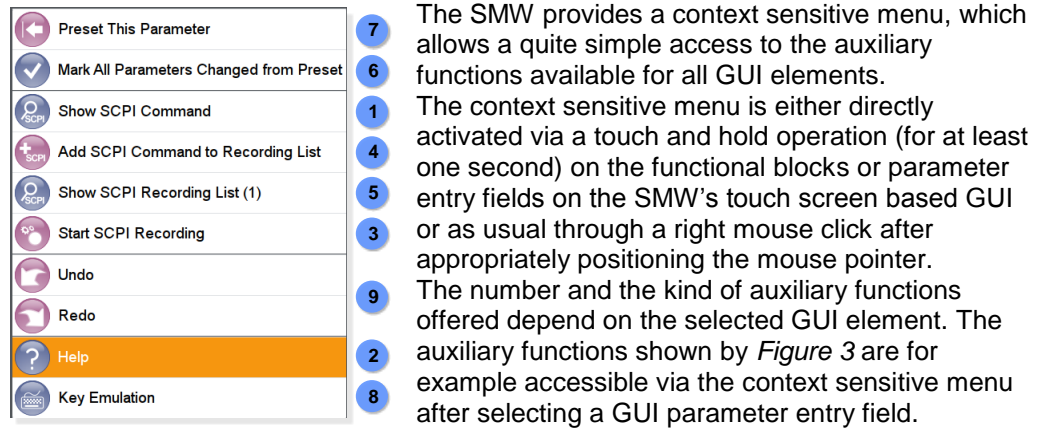 Preset This Parameter
7
Mark All Parameters Changed from Preset
6
SCPI
Show SCPI Command
1
SCPI
Add SCPI Command to Recording List
4
SCPI
Show SCPI Recording List (1)
5
Start SCPI Recording
3
Undo
Redo
9
?
Help
2
Key Emulation
8
The SMW provides a context sensitive menu, which
allows a quite simple access to the auxiliary
functions available for all GUI elements.
The context sensitive menu is either directly
activated via a touch and hold operation (for at least
one second) on the functional blocks or parameter
entry fields on the SMW's touch screen based GUI
or as usual through a right mouse click after
appropriately positioning the mouse pointer.
The number and the kind of auxiliary functions
offered depend on the selected GUI element. The
auxiliary functions shown by Figure 3 are for
example accessible via the context sensitive menu
after selecting a GUI parameter entry field.